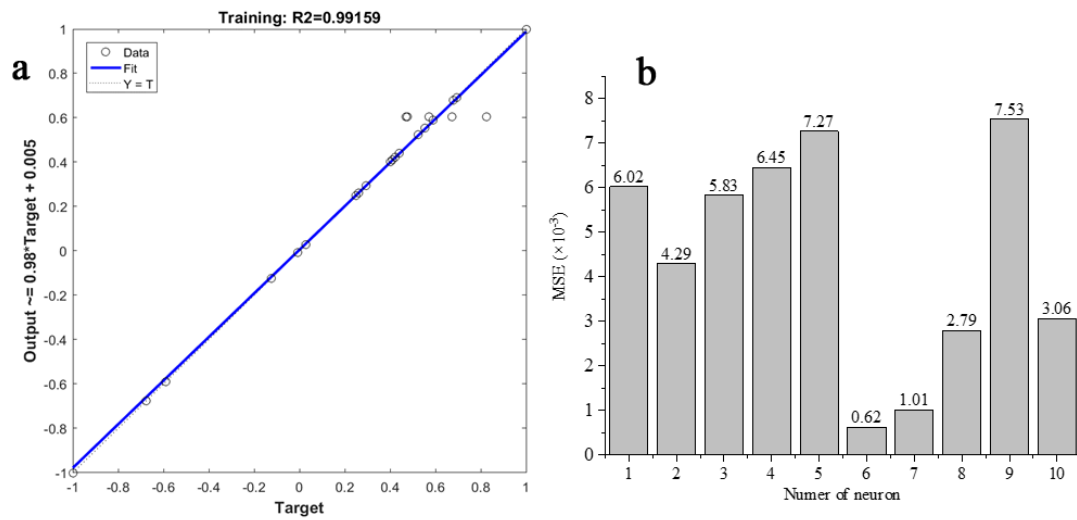 a
Training: R2=0.99159
Output ~= 0.98*Target + 0.005
1
0.8
0.6
0.4
0.2
0
-0.2
-0.4
-0.6
-0.8
-1
Data
Fit
Y = T
-1 -0.8 -0.6 -0.4 -0.2 0 0.2 0.4 0.6 0.8 1
Target
b
MSE (×10-3)
8
7
6
5
4
3
2
1
0
6.02 4.29 5.83 6.45 7.27 0.62 1.01 2.79 7.53 3.06
1 2 3 4 5 6 7 8 9 10
Numer of neuron